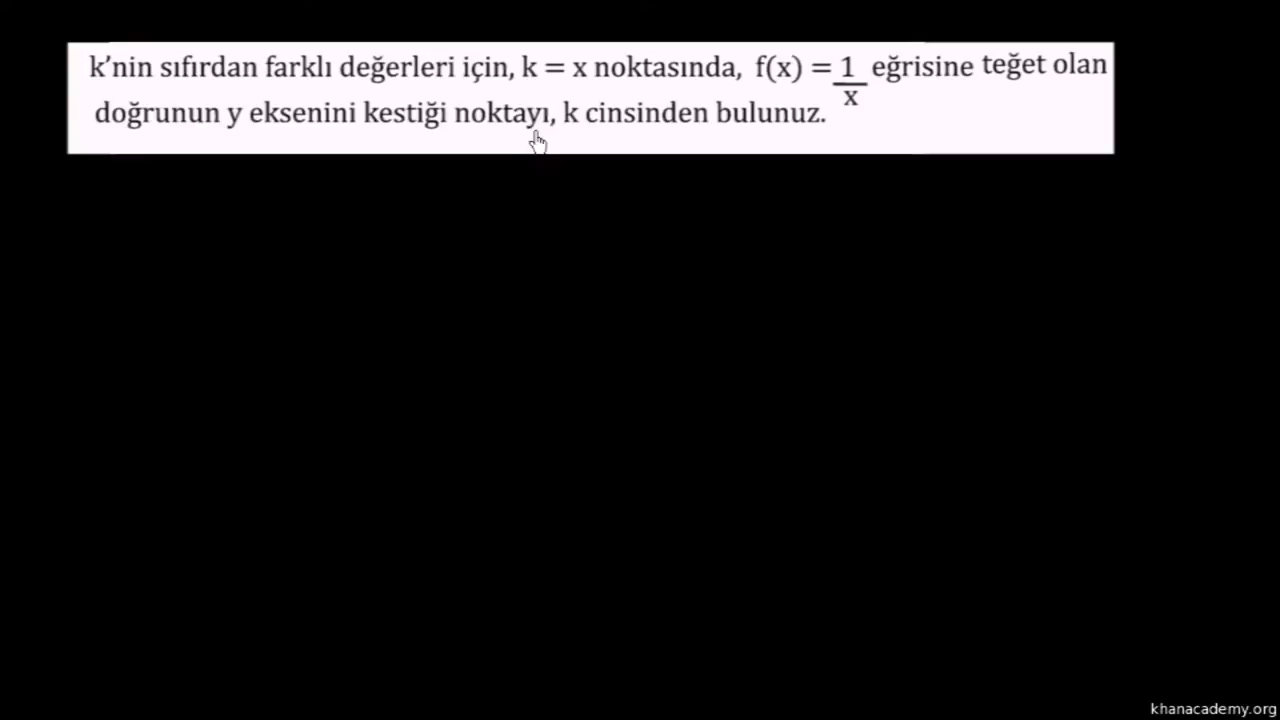 k’nin sıfırdan farklı değerleri için, k = x noktasında, f(x) = 1/x eğrisine teğet olan
doğrunun y eksenini kestiği noktayı, k cinsinden bulunuz.
khanacademy.org